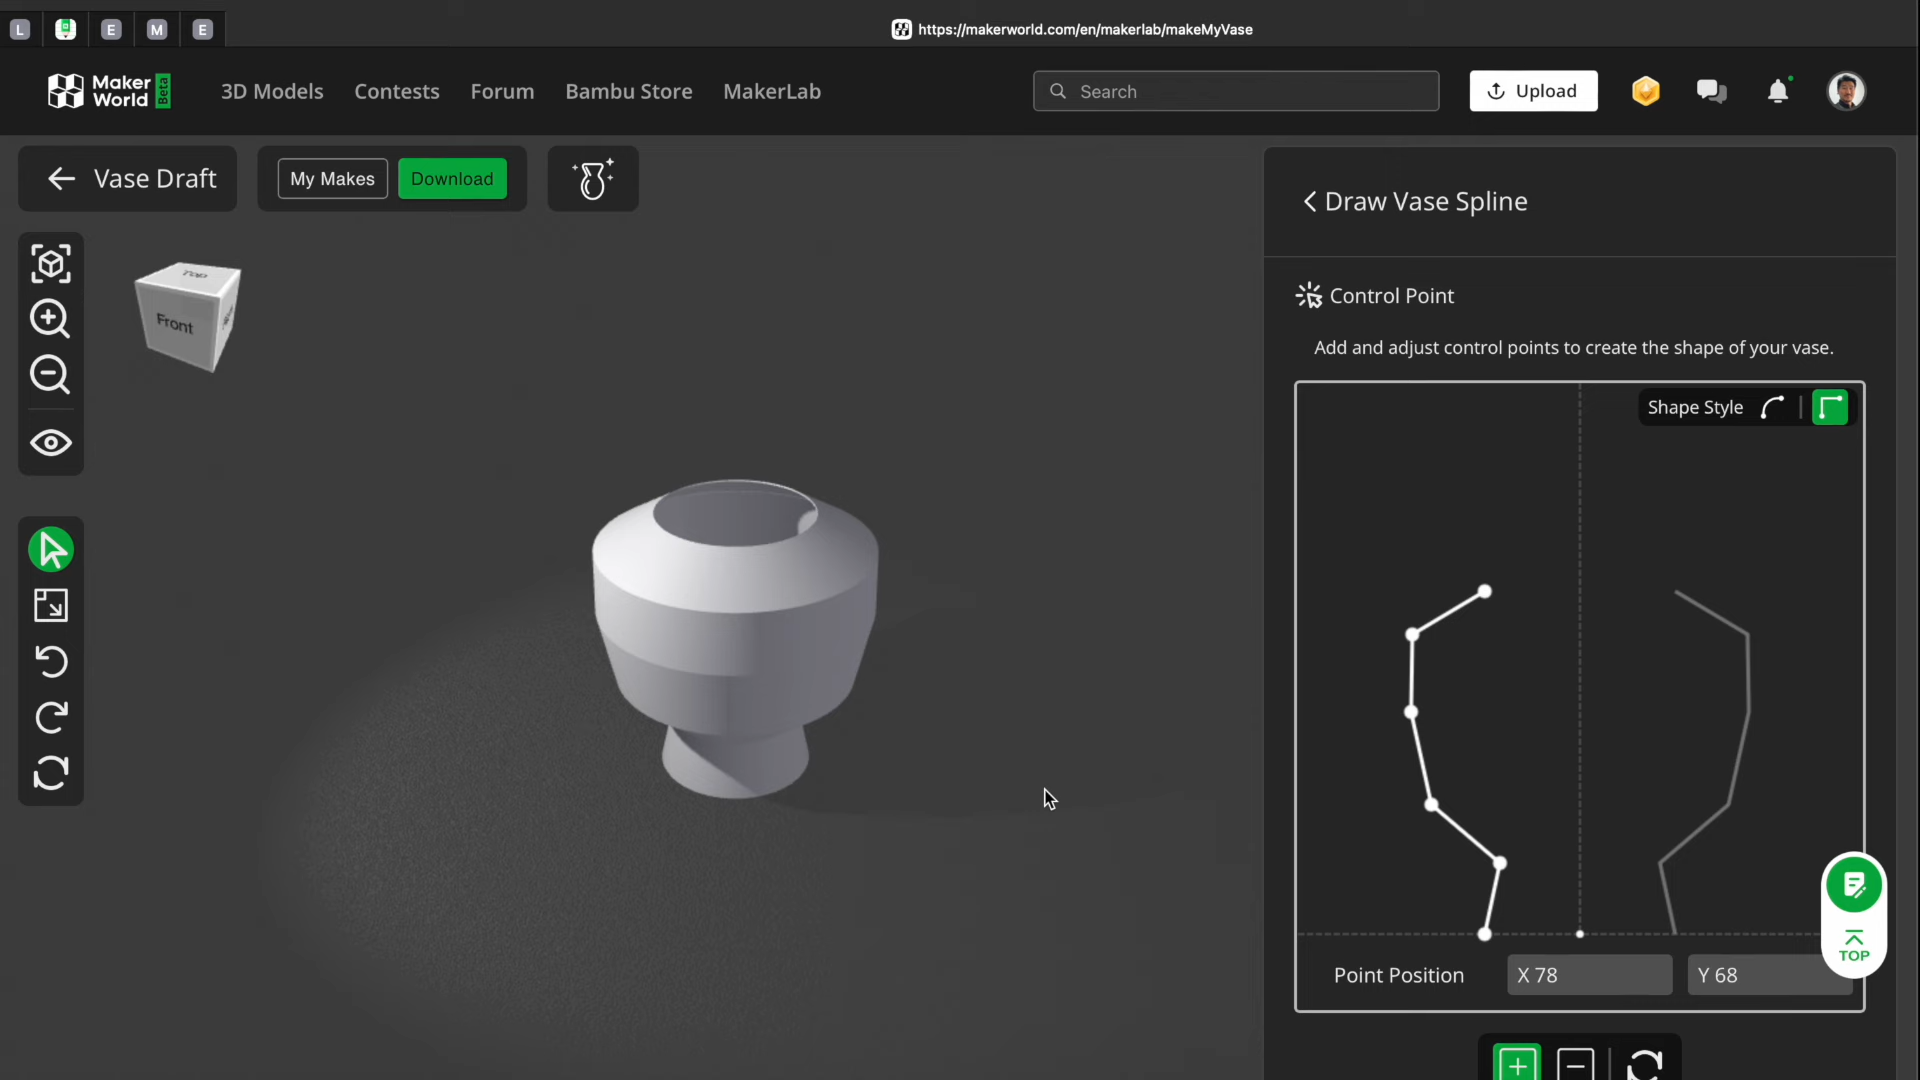 L
E
M
E
https://makerworld.com/en/makerlab/makeMyVase
Maker
World
Beta
3D Models
Contests
Forum
Bambu Store
MakerLab
Search
Upload
Vase Draft
My Makes
Download
Draw Vase Spline
Top
Front
Control Point
Add and adjust control points to create the shape of your vase.
Shape Style
TOP
Point Position
X 78
Y 68